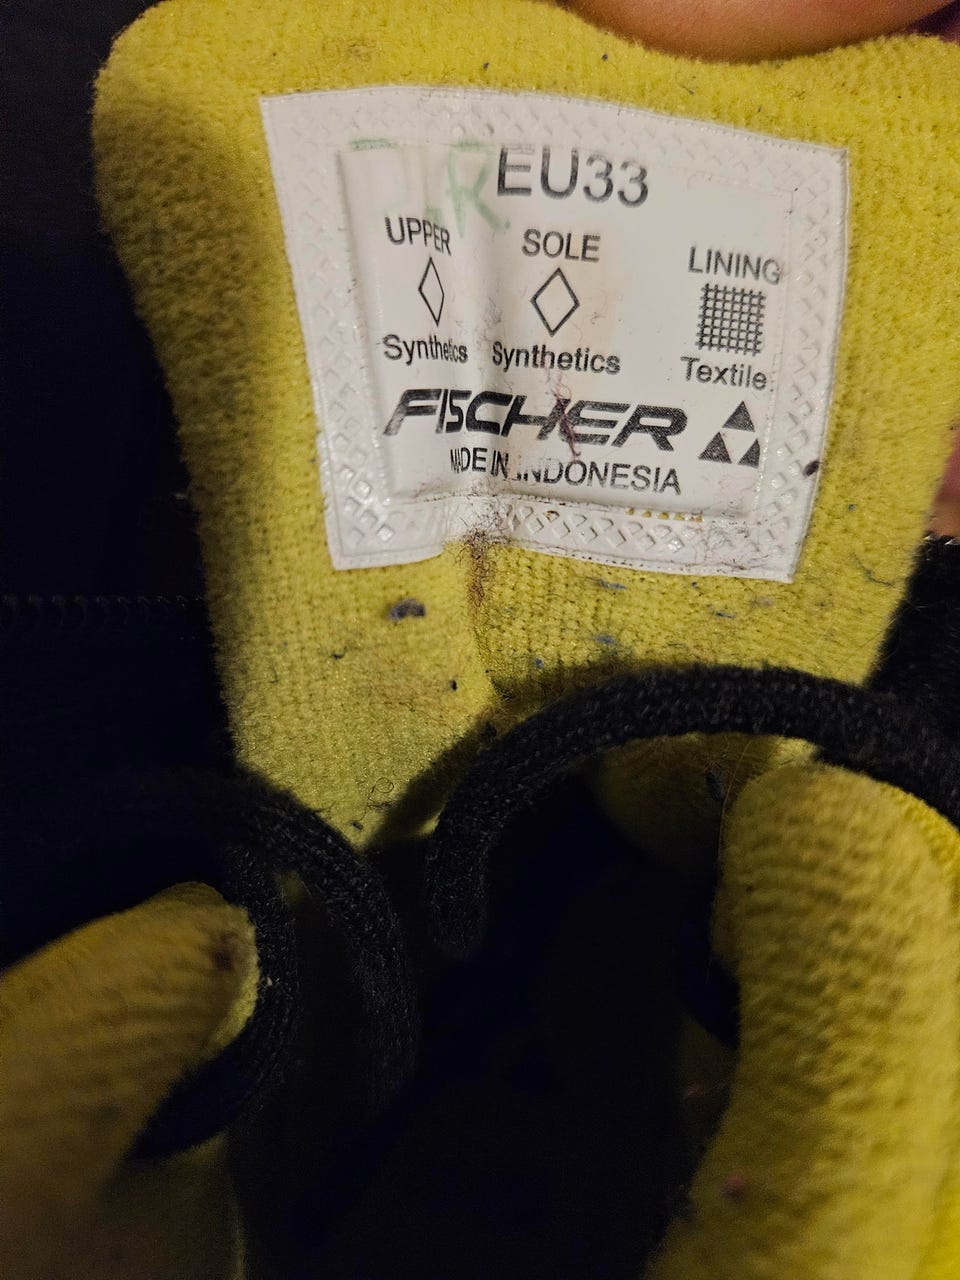 EU33
UPPER SOLE LINING
Synthetics Synthetics Textile
FISCHER
MADE IN INDONESIA